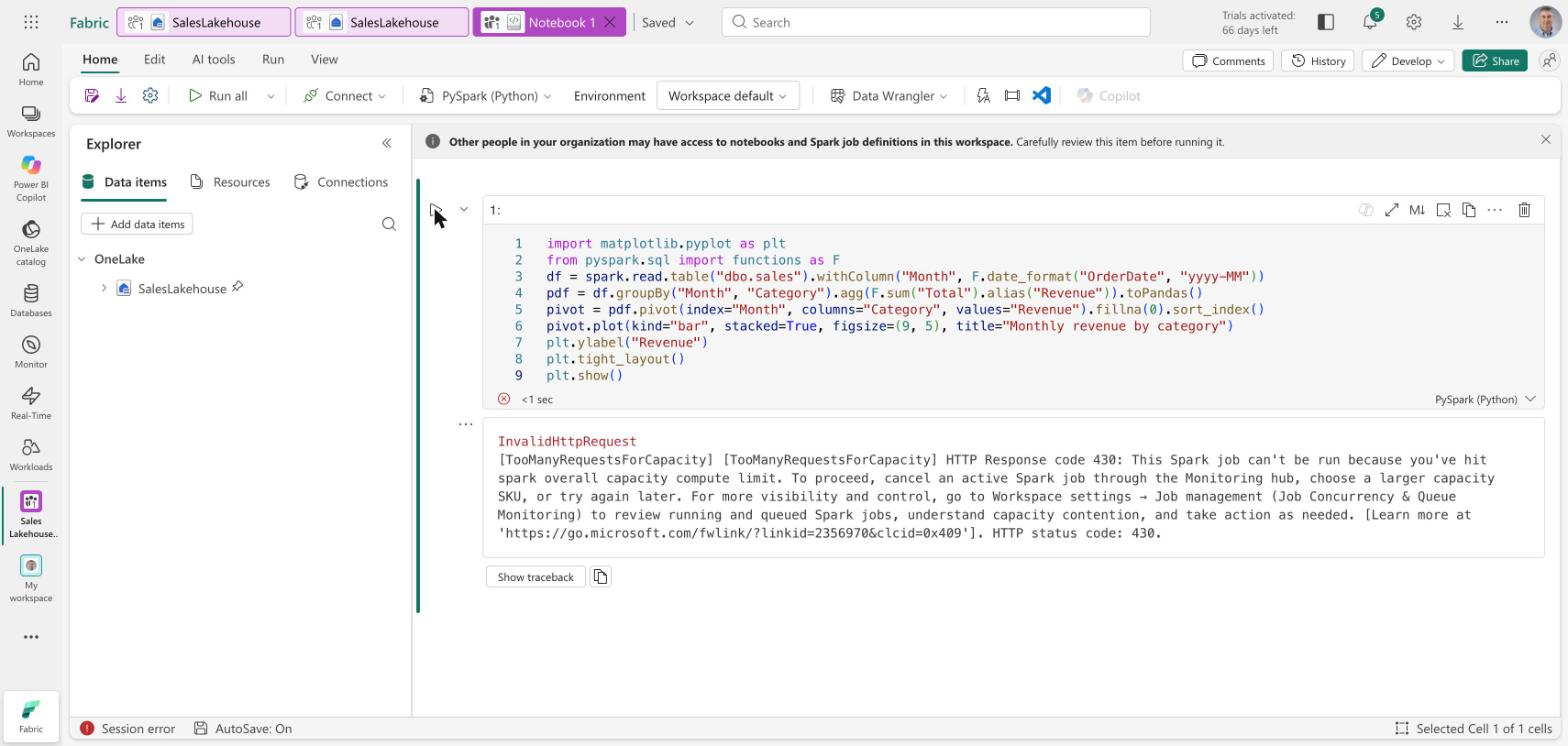 Fabric
SalesLakehouse
SalesLakehouse
Notebook 1
Saved
Search
Trials activated:
66 days left
5
Home
Edit
AI tools
Run
View
Comments
History
Develop
Share
Run all
Connect
PySpark (Python)
Environment
Workspace default
Data Wrangler
Copilot
Home
Workspaces
Power BI
Copilot
OneLake
catalog
Databases
Monitor
Real-Time
Workloads
Sales
Lakehouse..
My
workspace
Fabric
Explorer
Data items
Resources
Connections
Add data items
OneLake
SalesLakehouse
Other people in your organization may have access to notebooks and Spark job definitions in this workspace. Carefully review this item before running it.
1:
M↓
1 import matplotlib.pyplot as plt
2 from pyspark.sql import functions as F
3 df = spark.read.table("dbo.sales").withColumn("Month", F.date_format("OrderDate", "yyyy-MM"))
4 pdf = df.groupBy("Month", "Category").agg(F.sum("Total").alias("Revenue")).toPandas()
5 pivot = pdf.pivot(index="Month", columns="Category", values="Revenue").fillna(0).sort_index()
6 pivot.plot(kind="bar", stacked=True, figsize=(9, 5), title="Monthly revenue by category")
7 plt.ylabel("Revenue")
8 plt.tight_layout()
9 plt.show()
<1 sec
PySpark (Python)
InvalidHttpRequest
[TooManyRequestsForCapacity] [TooManyRequestsForCapacity] HTTP Response code 430: This Spark job can't be run because you've hit
spark overall capacity compute limit. To proceed, cancel an active Spark job through the Monitoring hub, choose a larger capacity
SKU, or try again later. For more visibility and control, go to Workspace settings → Job management (Job Concurrency & Queue
Monitoring) to review running and queued Spark jobs, understand capacity contention, and take action as needed. [Learn more at
'https://go.microsoft.com/fwlink/?linkid=2356970&clcid=0x409']. HTTP status code: 430.
Show traceback
Session error
AutoSave: On
Selected Cell 1 of 1 cells